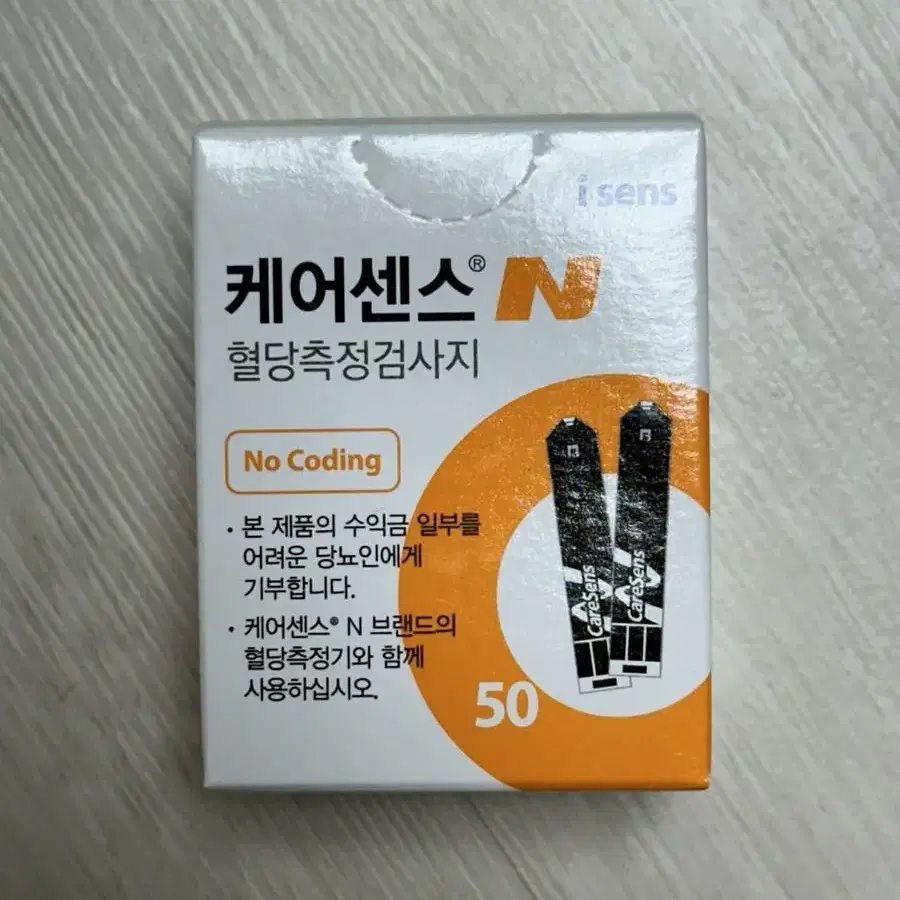 i sens
케어센스® N
혈당측정검사지
No Coding
· 본 제품의 수익금 일부를
어려운 당뇨인에게
기부합니다.
· 케어센스® N 브랜드의
혈당측정기와 함께
사용하십시오.
50
CareSens N
CareSens N